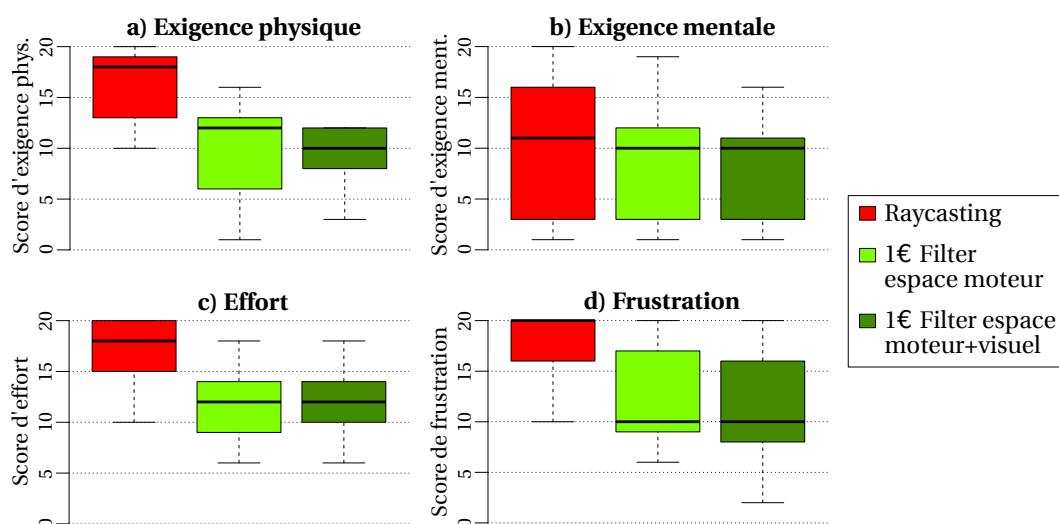 a) Exigence physique
Score d'exigence phys.
20
15
10
5
0
b) Exigence mentale
Score d'exigence ment.
20
15
10
5
0
c) Effort
Score d'effort
20
15
10
5
0
d) Frustration
Score de frustration
20
15
10
5
0
Raycasting
1€ Filter
espace moteur
1€ Filter espace
moteur+visuel